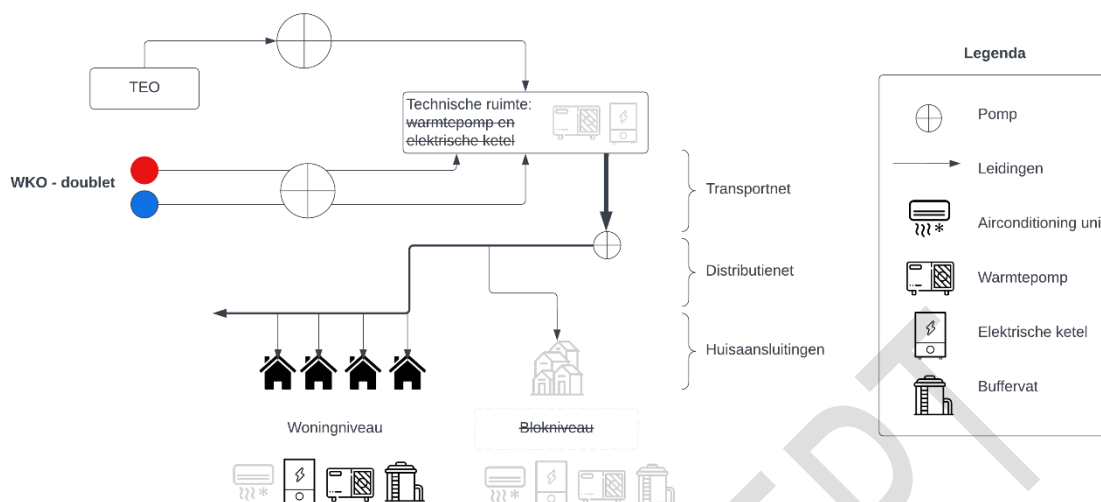 Legenda
TEO
Technische ruimte:
warmtepomp en
elektrische ketel
Pomp
WKO - doublet
Transportnet
Leidingen
Airconditioning uni
Distributienet
Warmtepomp
Huisaansluitingen
Elektrische ketel
Buffervat
Woningniveau
Blokniveau
EDT